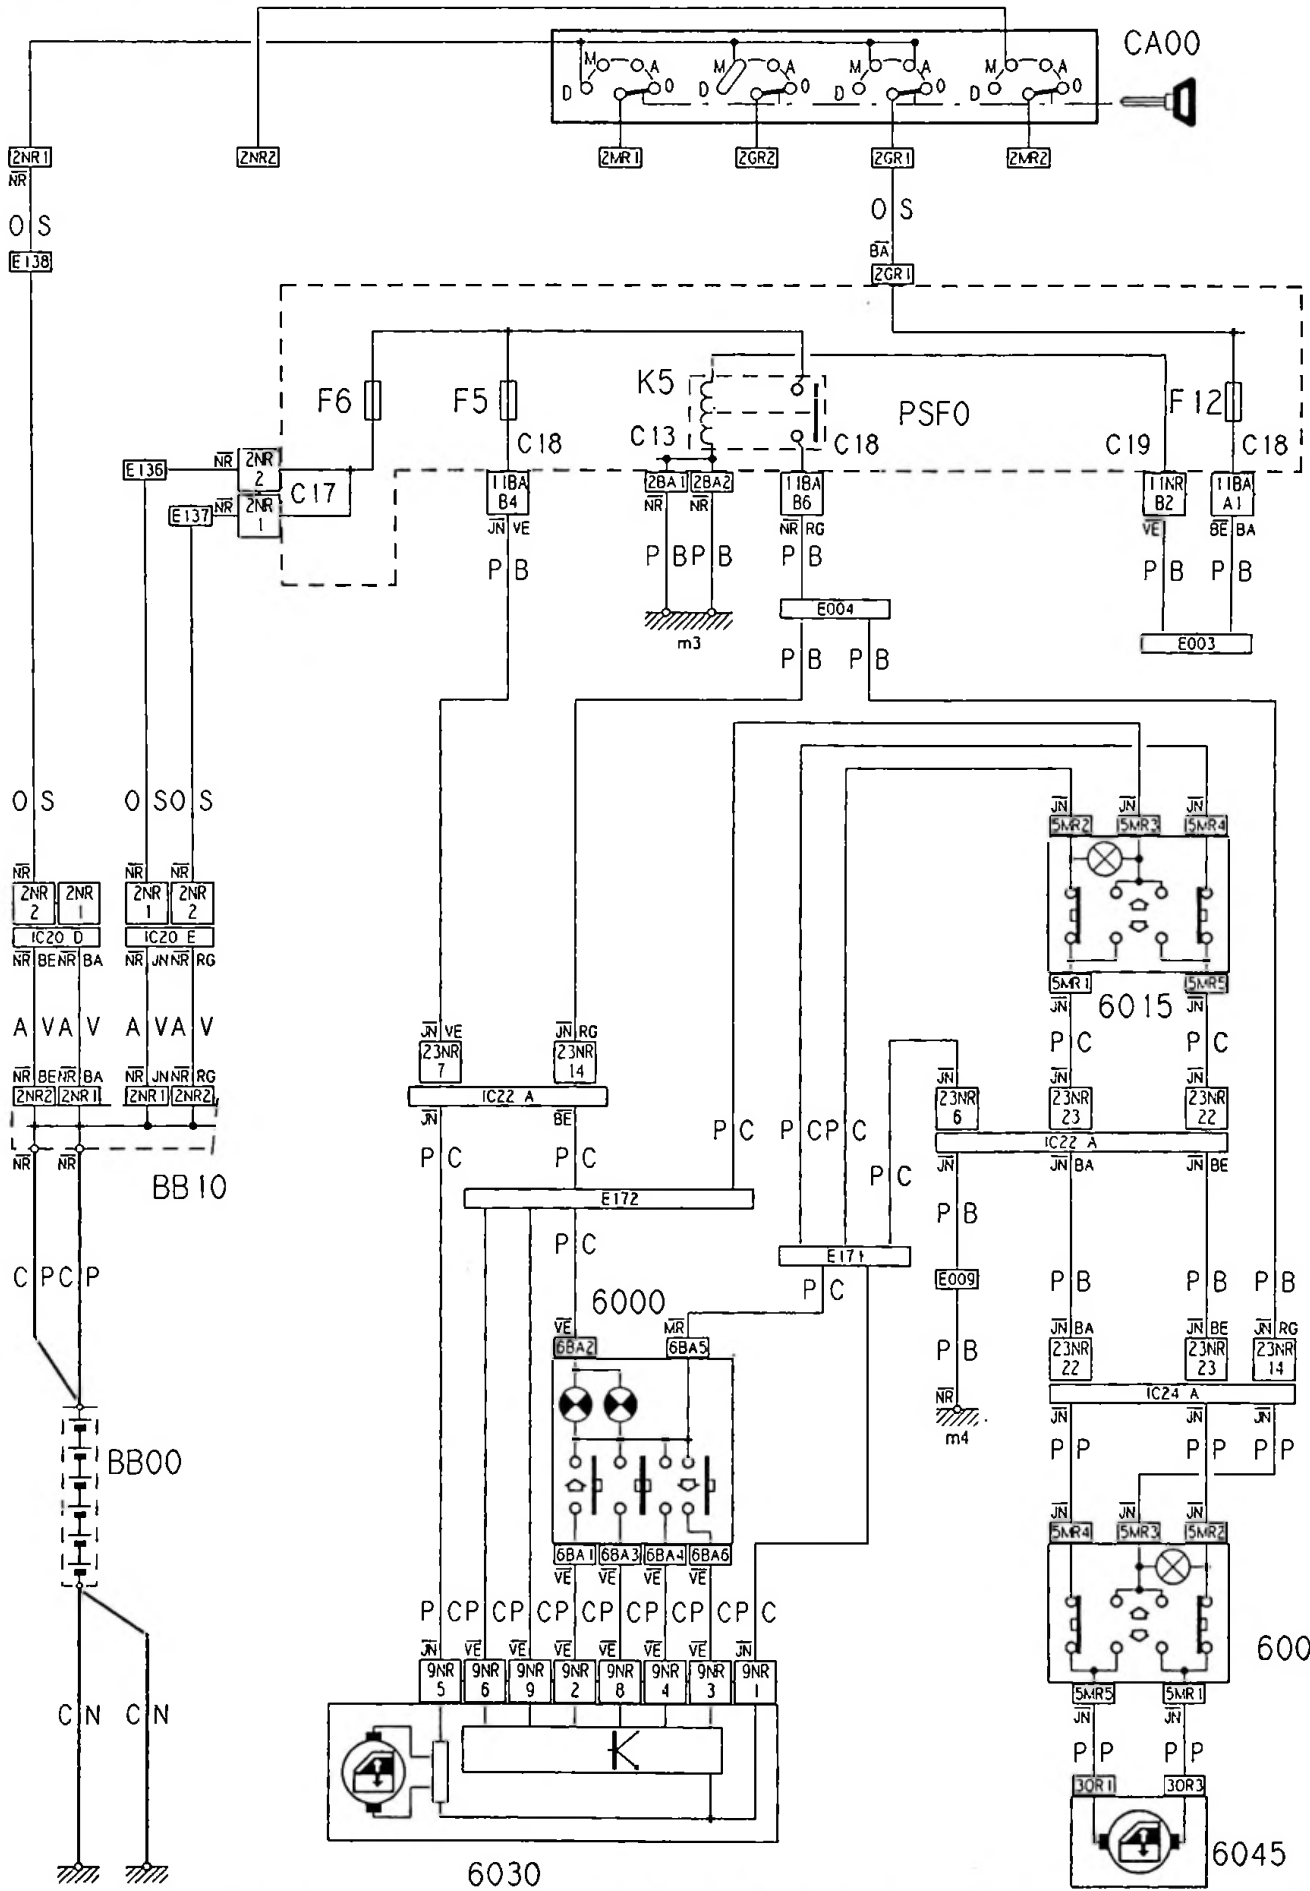 CA00
M A D O M A D O M A D O M A D O
2NR1 2NR2 2MR1 2GR2 2GR1 2MR2
NR
O S O S
E138 BA
2GR1
K5 PSF0
F6 F5 F12
C13 C18 C18 C19 C18
E136 NR 2NR 2 C17
E137 NR 2NR 1
11BA B4 2BA1 2BA2 11BA B6 11NR B2 11BA A1
JN VE NR NR NR RG VE BE BA
P B P B P B P B P B P B
E004
m3 E003
P B P B
O S O S O S
JN JN JN
5MR2 5MR3 5MR4
NR NR NR
2NR 2 2NR 1 2NR 1 2NR 2
IC20 D IC20 E
NR BE NR BA NR JN NR RG
5MR1 6015 5MR5
JN JN
A V A V A V A V
JN VE JN RG P C P C
23NR 7 23NR 14
NR BE NR BA NR JN NR RG
2NR2 2NR1 2NR1 2NR2
JN JN JN
23NR 6 23NR 23 23NR 22
IC22 A
JN BE
P C P C P C
IC22 A
NR NR
BB10
P C P C P C
JN JN BA JN BE
E172
P B
P C
E171
C P C P
E009 P B P B P B
6000 P C
VE MR
6BA2 6BA5
P B
JN BA JN BE JN RG
23NR 22 23NR 23 23NR 14
IC24 A
NR
m4
JN JN JN
BB00
P P P P P P
JN JN JN
5MR4 5MR3 5MR2
6BA1 6BA3 6BA4 6BA6
VE VE VE VE
P C P C P C P C P C P C P C P C
600
JN VE VE VE VE VE VE JN
9NR 5 9NR 6 9NR 9 9NR 2 9NR 8 9NR 4 9NR 3 9NR 1
5MR5 5MR1
JN JN
C N C N
P P P P
30R1 30R3
6045
6030